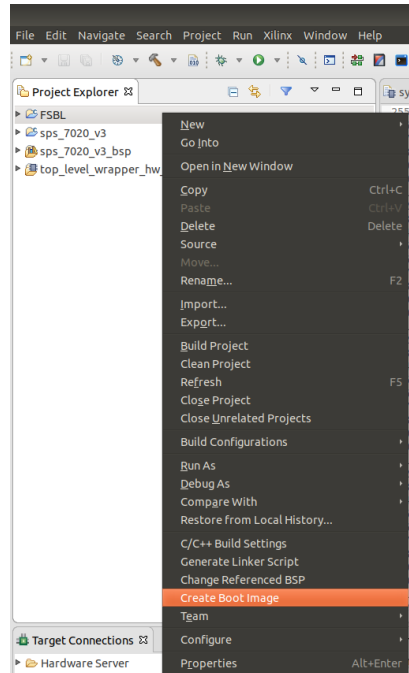 File Edit Navigate Search Project Run Xilinx Window Help
Project Explorer
sy
255
FSBL
sps_7020_v3
sps_7020_v3_bsp
top_level_wrapper_hw_
New
Go Into
Open in New Window
Copy Ctrl+C
Paste Ctrl+V
Delete Delete
Source
Move...
Rename... F2
Import...
Export...
Build Project
Clean Project
Refresh F5
Close Project
Close Unrelated Projects
Build Configurations
Run As
Debug As
Compare With
Restore from Local History...
C/C++ Build Settings
Generate Linker Script
Change Referenced BSP
Create Boot Image
Team
Configure
Properties Alt+Enter
Target Connections
Hardware Server